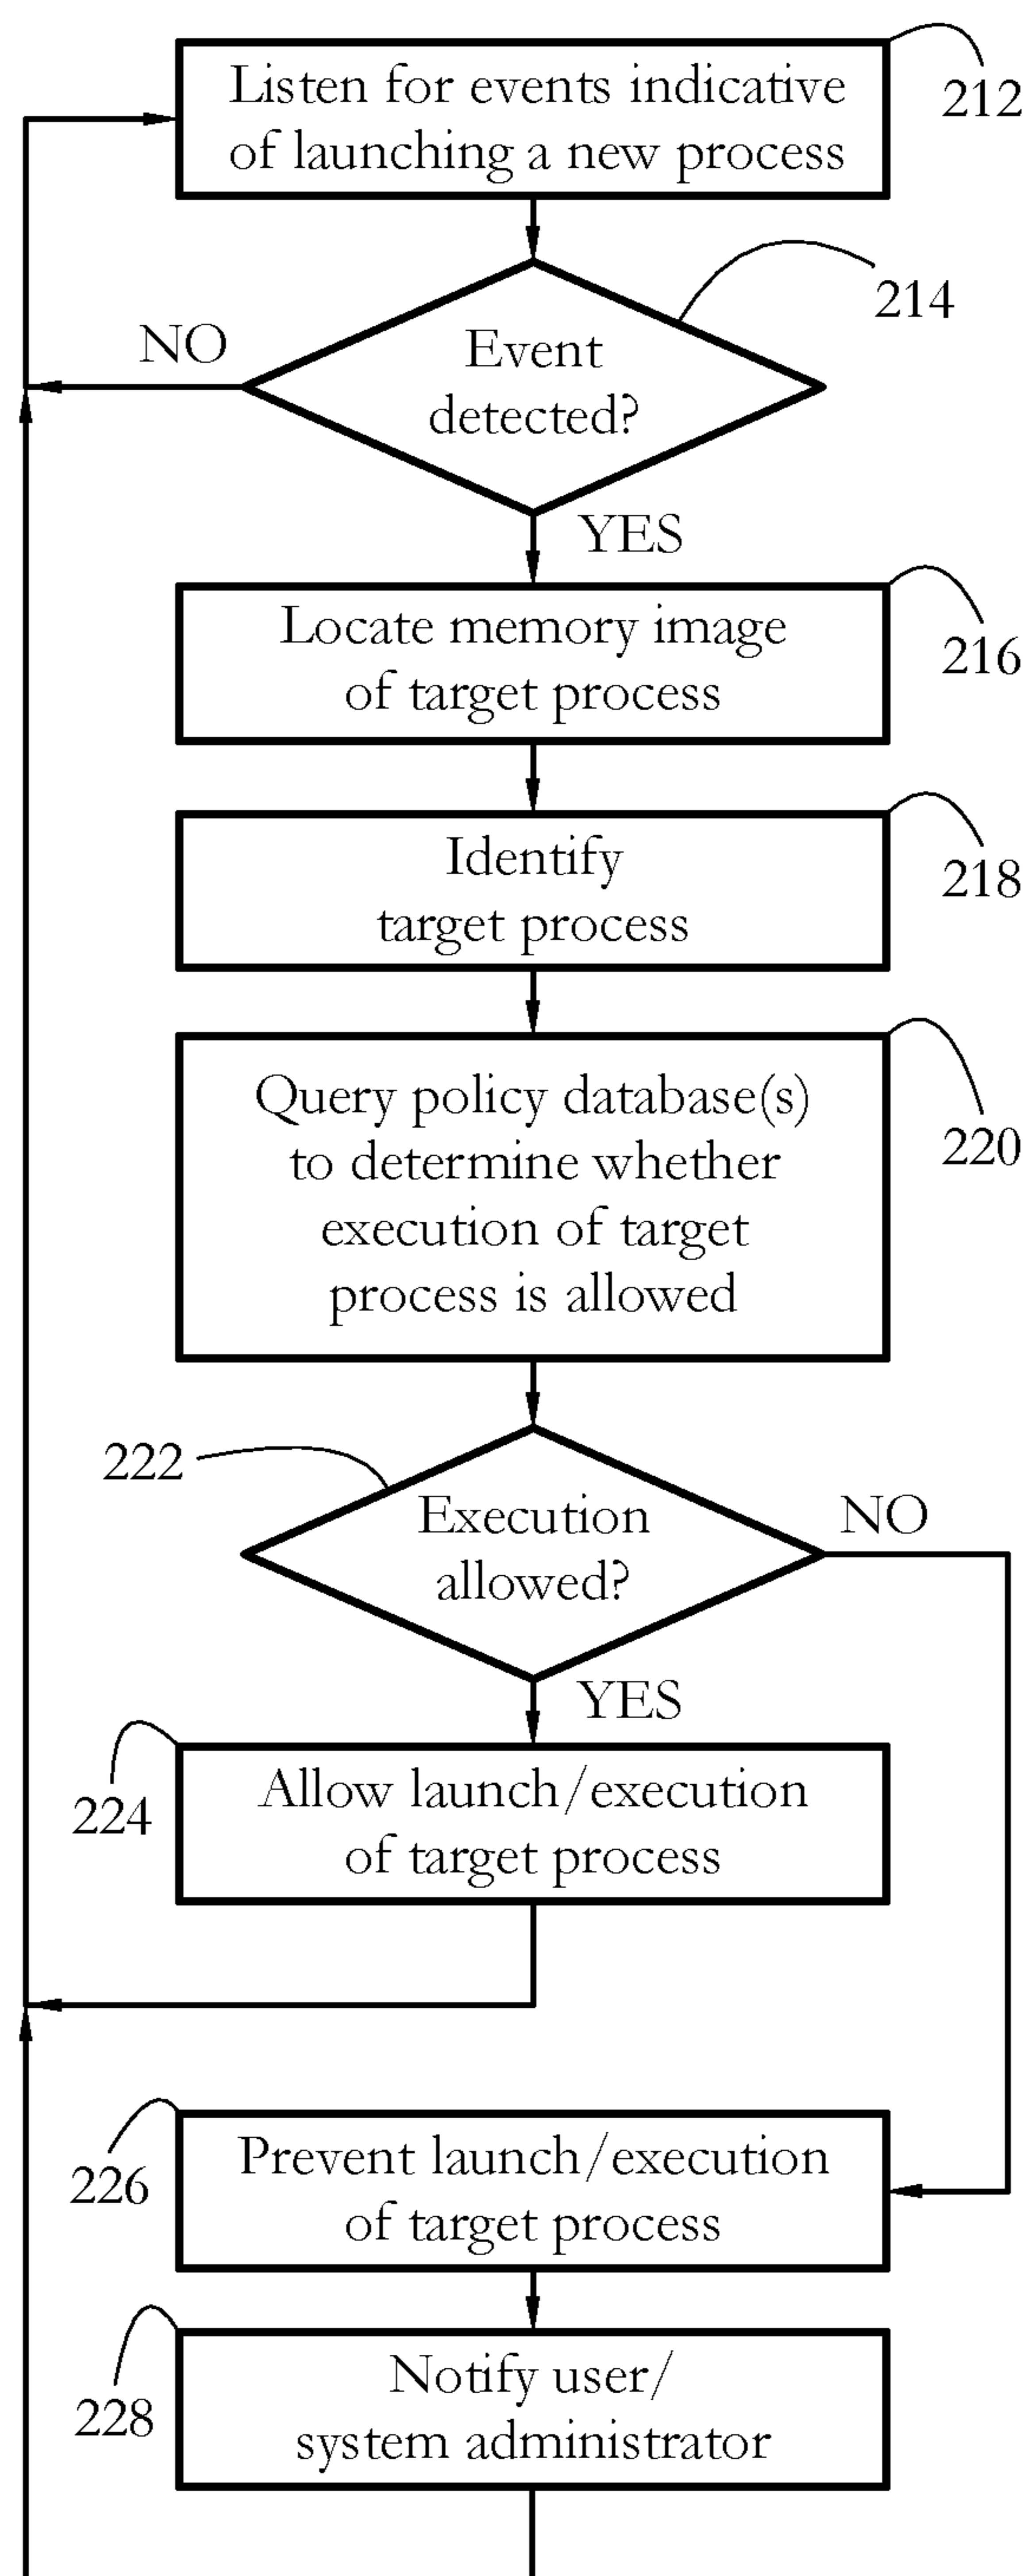 Listen for events indicative
of launching a new process
212
214
NO
Event
detected?
YES
Locate memory image
of target process
216
Identify
target process
218
Query policy database(s)
to determine whether
execution of target
process is allowed
220
222
Execution
allowed?
NO
YES
Allow launch/execution
of target process
224
Prevent launch/execution
of target process
226
Notify user/
system administrator
228